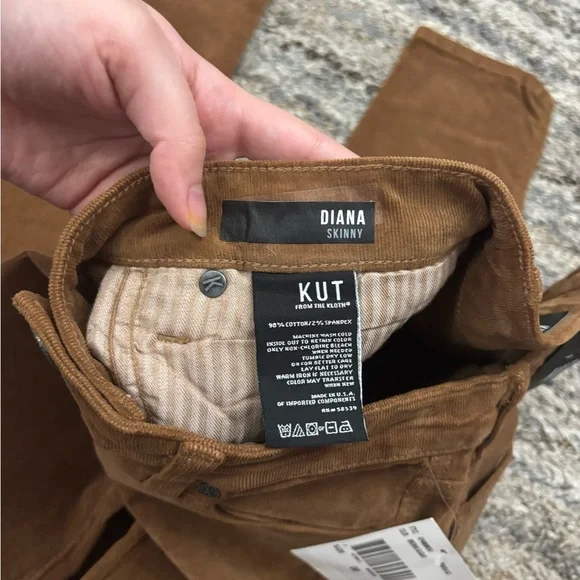 DIANA
SKINNY
KUT
FROM THE KLOTH®
98% COTTON/2% SPANDEX
MACHINE WASH COLD
INSIDE OUT TO RETAIN COLOR
ONLY NON-CHLORINE BLEACH
WHEN NEEDED
TUMBLE DRY LOW
OR FOR BETTER CARE
LAY FLAT TO DRY
WARM IRON IF NECESSARY
COLOR MAY TRANSFER
WHEN NEW
MADE IN U.S.A.
OF IMPORTED COMPONENTS
RN# 58539
K